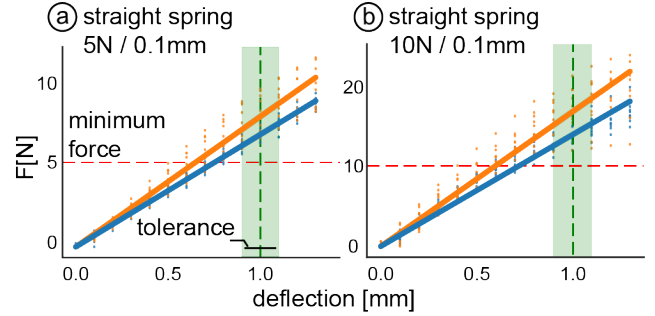 a straight spring
5N / 0.1mm
b straight spring
10N / 0.1mm
F[N]
10
5
0
minimum
force
tolerance
0.0 0.5 1.0
20
10
0
0.0 0.5 1.0
deflection [mm]